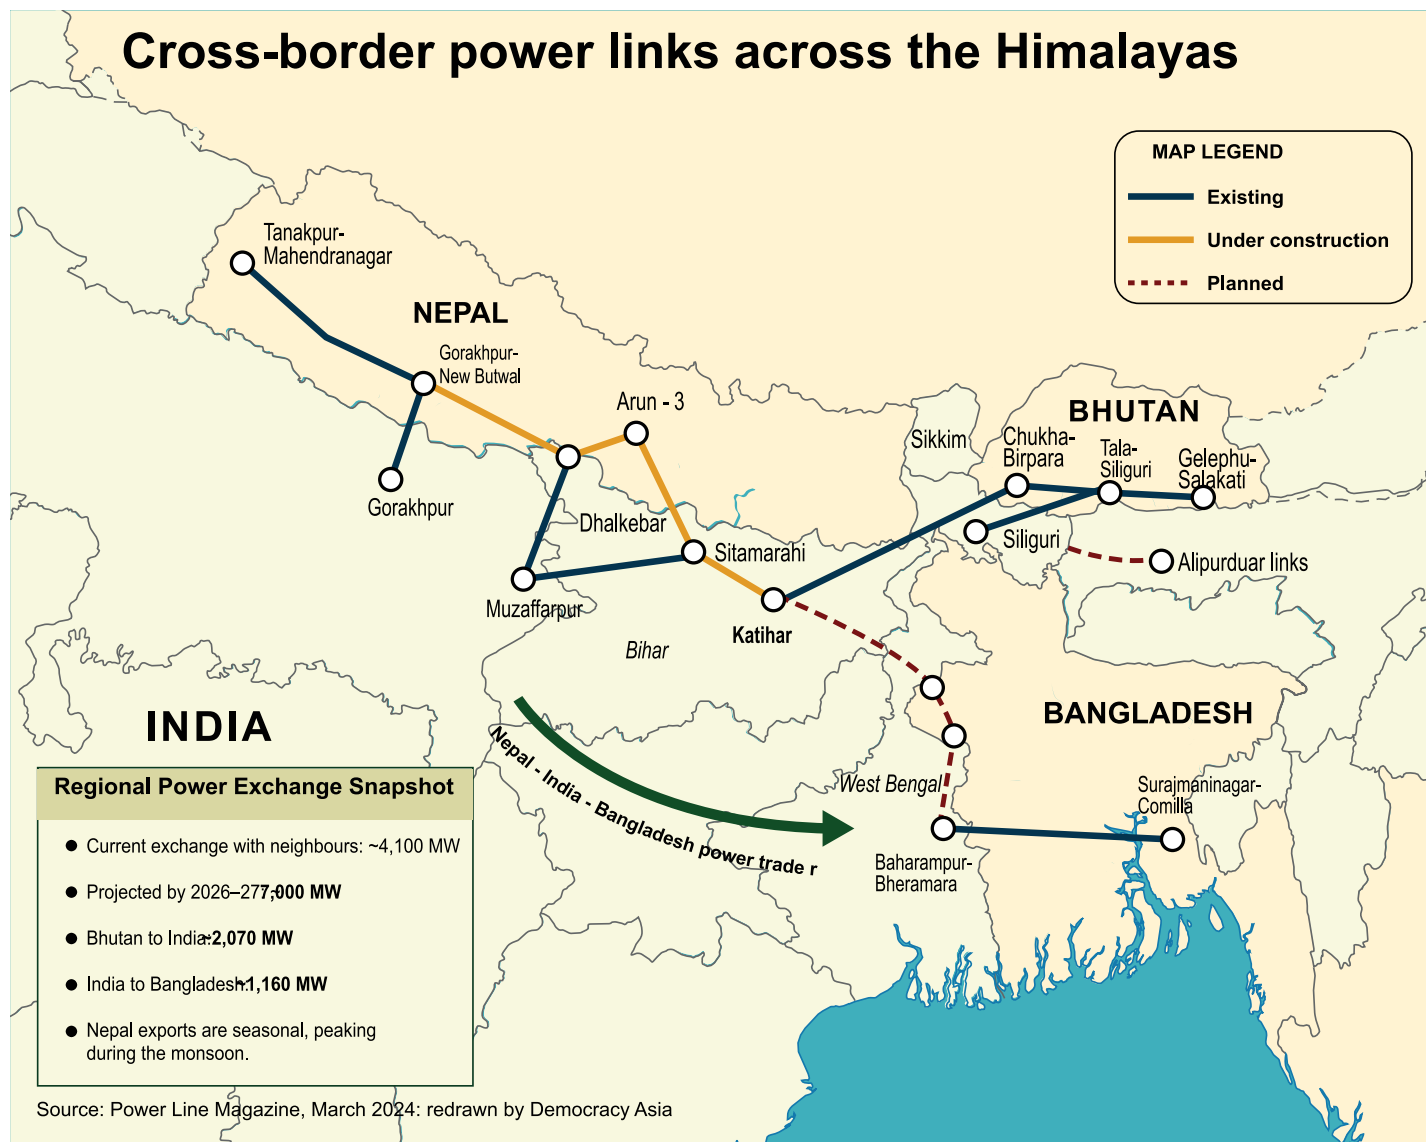 Cross-border power links across the Himalayas
MAP LEGEND
Existing
Under construction
Planned
Tanakpur-
Mahendranagar
NEPAL
Gorakhpur-
New Butwal
Arun - 3
Gorakhpur
Dhalkebar
Sitamarahi
Muzaffarpur
Katihar
Bihar
Sikkim
BHUTAN
Chukha-
Birpara
Tala-
Siliguri
Gelephu-
Salakati
Siliguri
Alipurduar links
INDIA
BANGLADESH
West Bengal
Surajmaninagar-
Comilla
Baharampur-
Bheramara
Nepal - India - Bangladesh power trade r
Regional Power Exchange Snapshot
● Current exchange with neighbours: ~4,100 MW
● Projected by 2026–27: ~7,000 MW
● Bhutan to India: ~2,070 MW
● India to Bangladesh: ~1,160 MW
● Nepal exports are seasonal, peaking
during the monsoon.
Source: Power Line Magazine, March 2024: redrawn by Democracy Asia